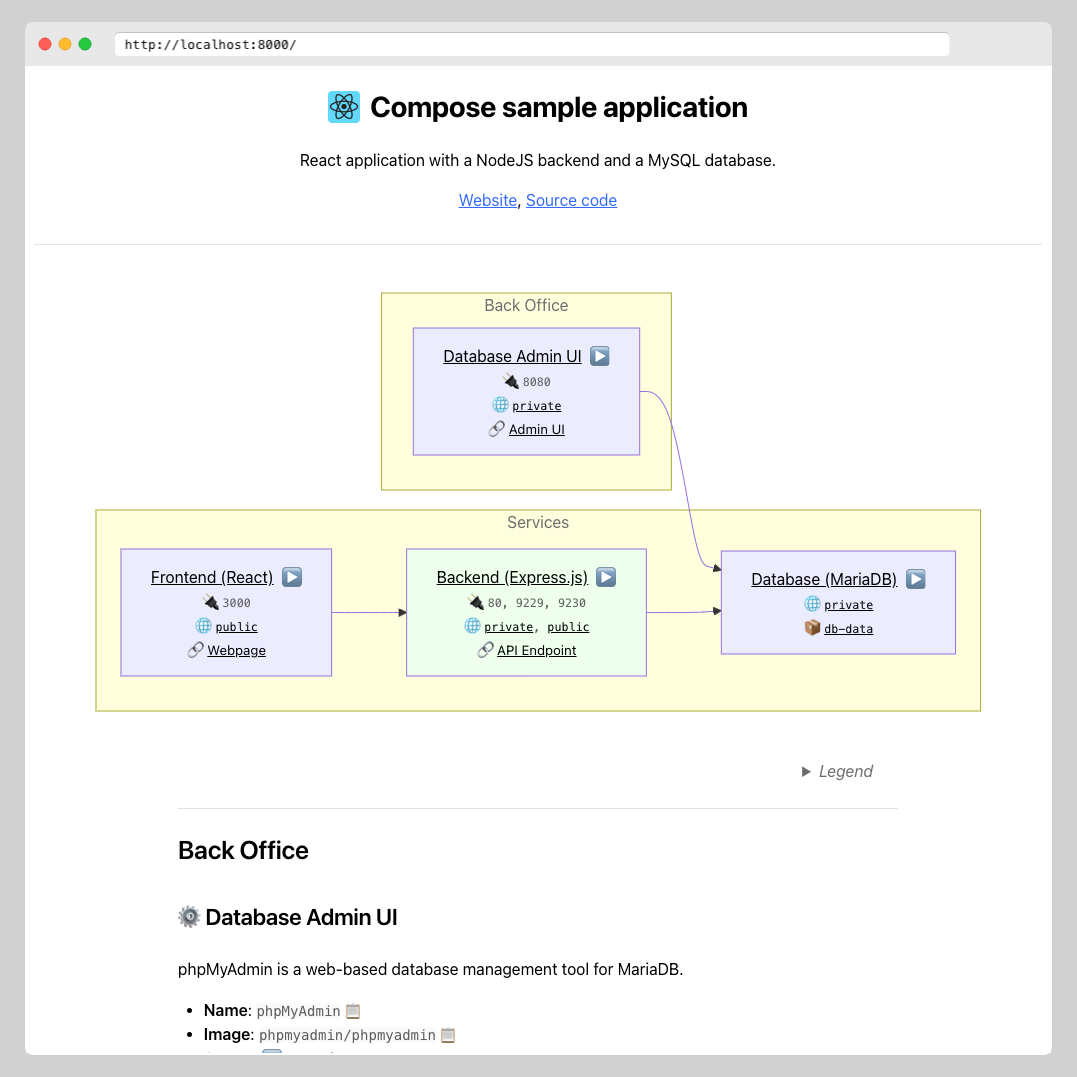 http://localhost:8000/
Compose sample application
React application with a NodeJS backend and a MySQL database.
Website, Source code
Back Office
Database Admin UI
8080
private
Admin UI
Services
Frontend (React)
3000
public
Webpage
Backend (Express.js)
80, 9229, 9230
private, public
API Endpoint
Database (MariaDB)
private
db-data
Legend
Back Office
Database Admin UI
phpMyAdmin is a web-based database management tool for MariaDB.
• Name: phpMyAdmin
• Image: phpmyadmin/phpmyadmin